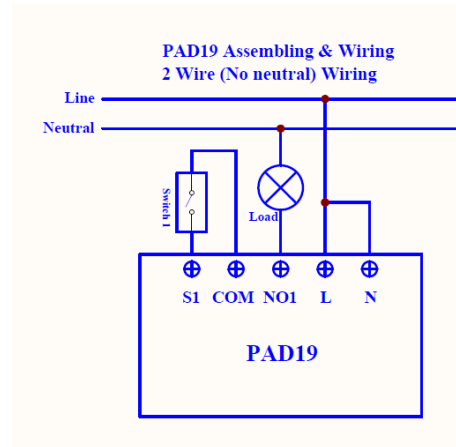 PAD19 Assembling & Wiring
2 Wire (No neutral) Wiring
Line
Neutral
Switch 1
Load
S1 COM NO1 L N
PAD19